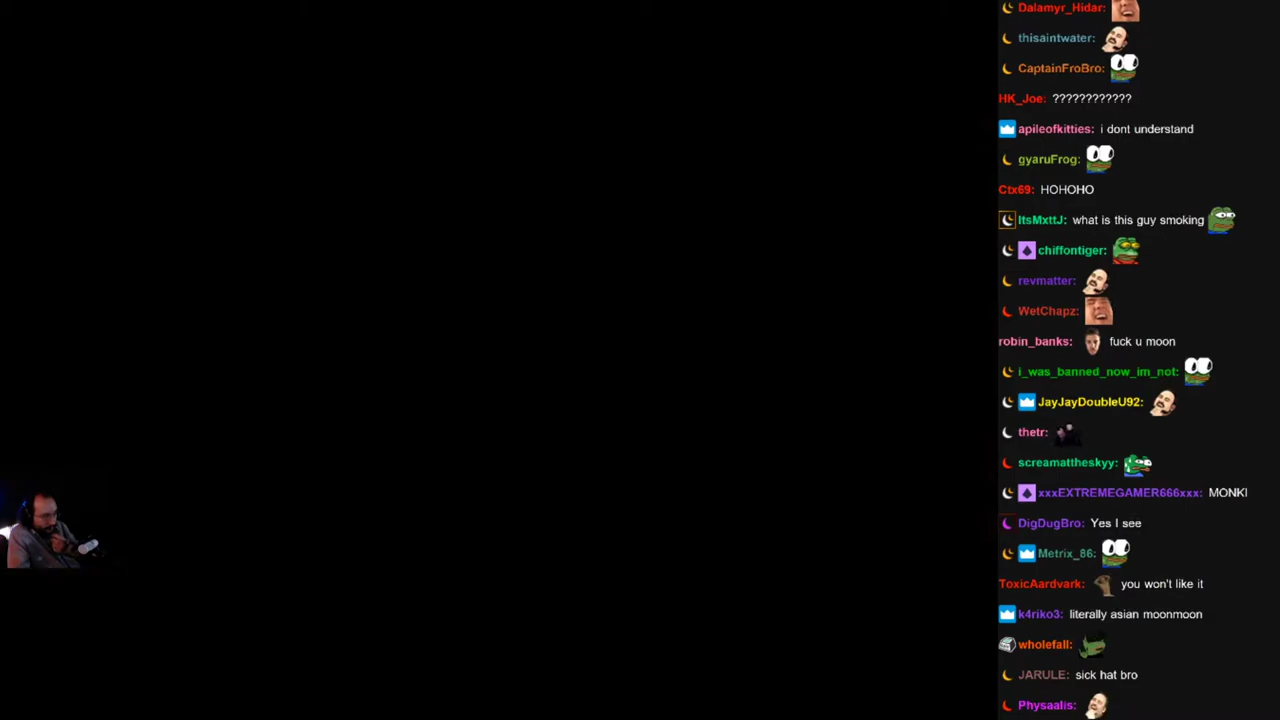 Dalamyr_Hidar:
thisaintwater:
CaptainFroBro:
HK_Joe: ????????????
apileofkitties: i dont understand
gyaruFrog:
Ctx69: HOHOHO
ItsMxttJ: what is this guy smoking
chiffontiger:
revmatter:
WetChapz:
robin_banks: fuck u moon
i_was_banned_now_im_not:
JayJayDoubleU92:
thetr:
screamattheskyy:
xxxEXTREMEGAMER666xxx: MONKI
DigDugBro: Yes I see
Metrix_86:
ToxicAardvark: you won't like it
k4riko3: literally asian moonmoon
wholefall:
JARULE: sick hat bro
Physaalis: